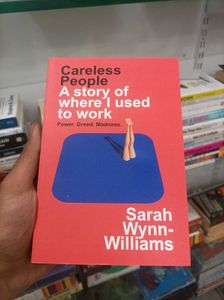 Careless
People
A story of
where I used
to work
Power. Greed. Madness.
Sarah
Wynn-
Williams